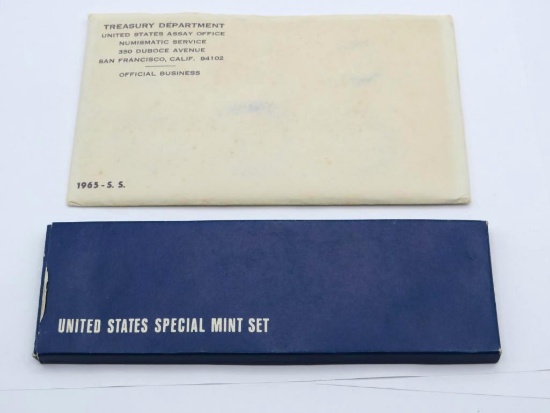 TREASURY DEPARTMENT
UNITED STATES ASSAY OFFICE
NUMISMATIC SERVICE
350 DUBOCE AVENUE
SAN FRANCISCO, CALIF. 94102
OFFICIAL BUSINESS
1965 - S. S.
UNITED STATES SPECIAL MINT SET